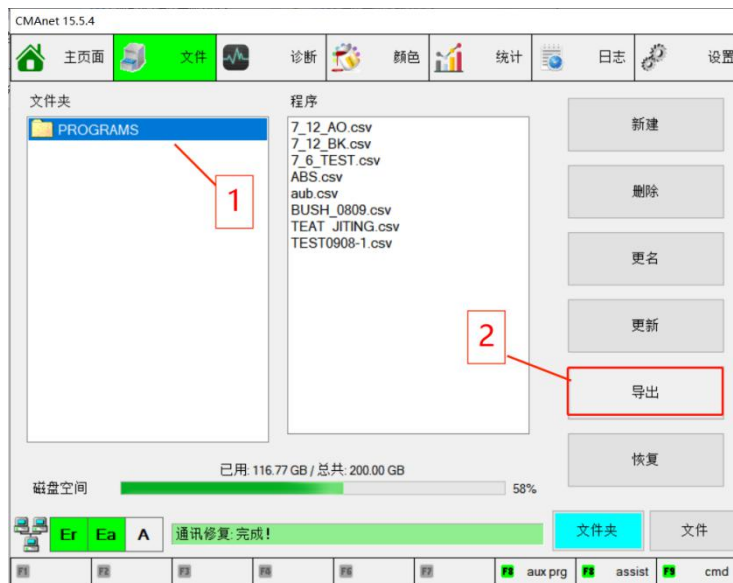 CMAnet 15.5.4
主页面
文件
诊断
颜色
统计
日志
设置
文件夹
程序
PROGRAMS
7_12_AO.csv
7_12_BK.csv
7_6_TEST.csv
ABS.csv
aub.csv
BUSH_0809.csv
TEAT JITING.csv
TEST0908-1.csv
1
2
新建
删除
更名
更新
导出
恢复
已用: 116.77 GB / 总共: 200.00 GB
磁盘空间
58%
Er Ea A
通讯修复:完成!
文件夹
文件
F1 F2 F3 F5 F6 F7 F8 aux prg F8 assist F9 cmd